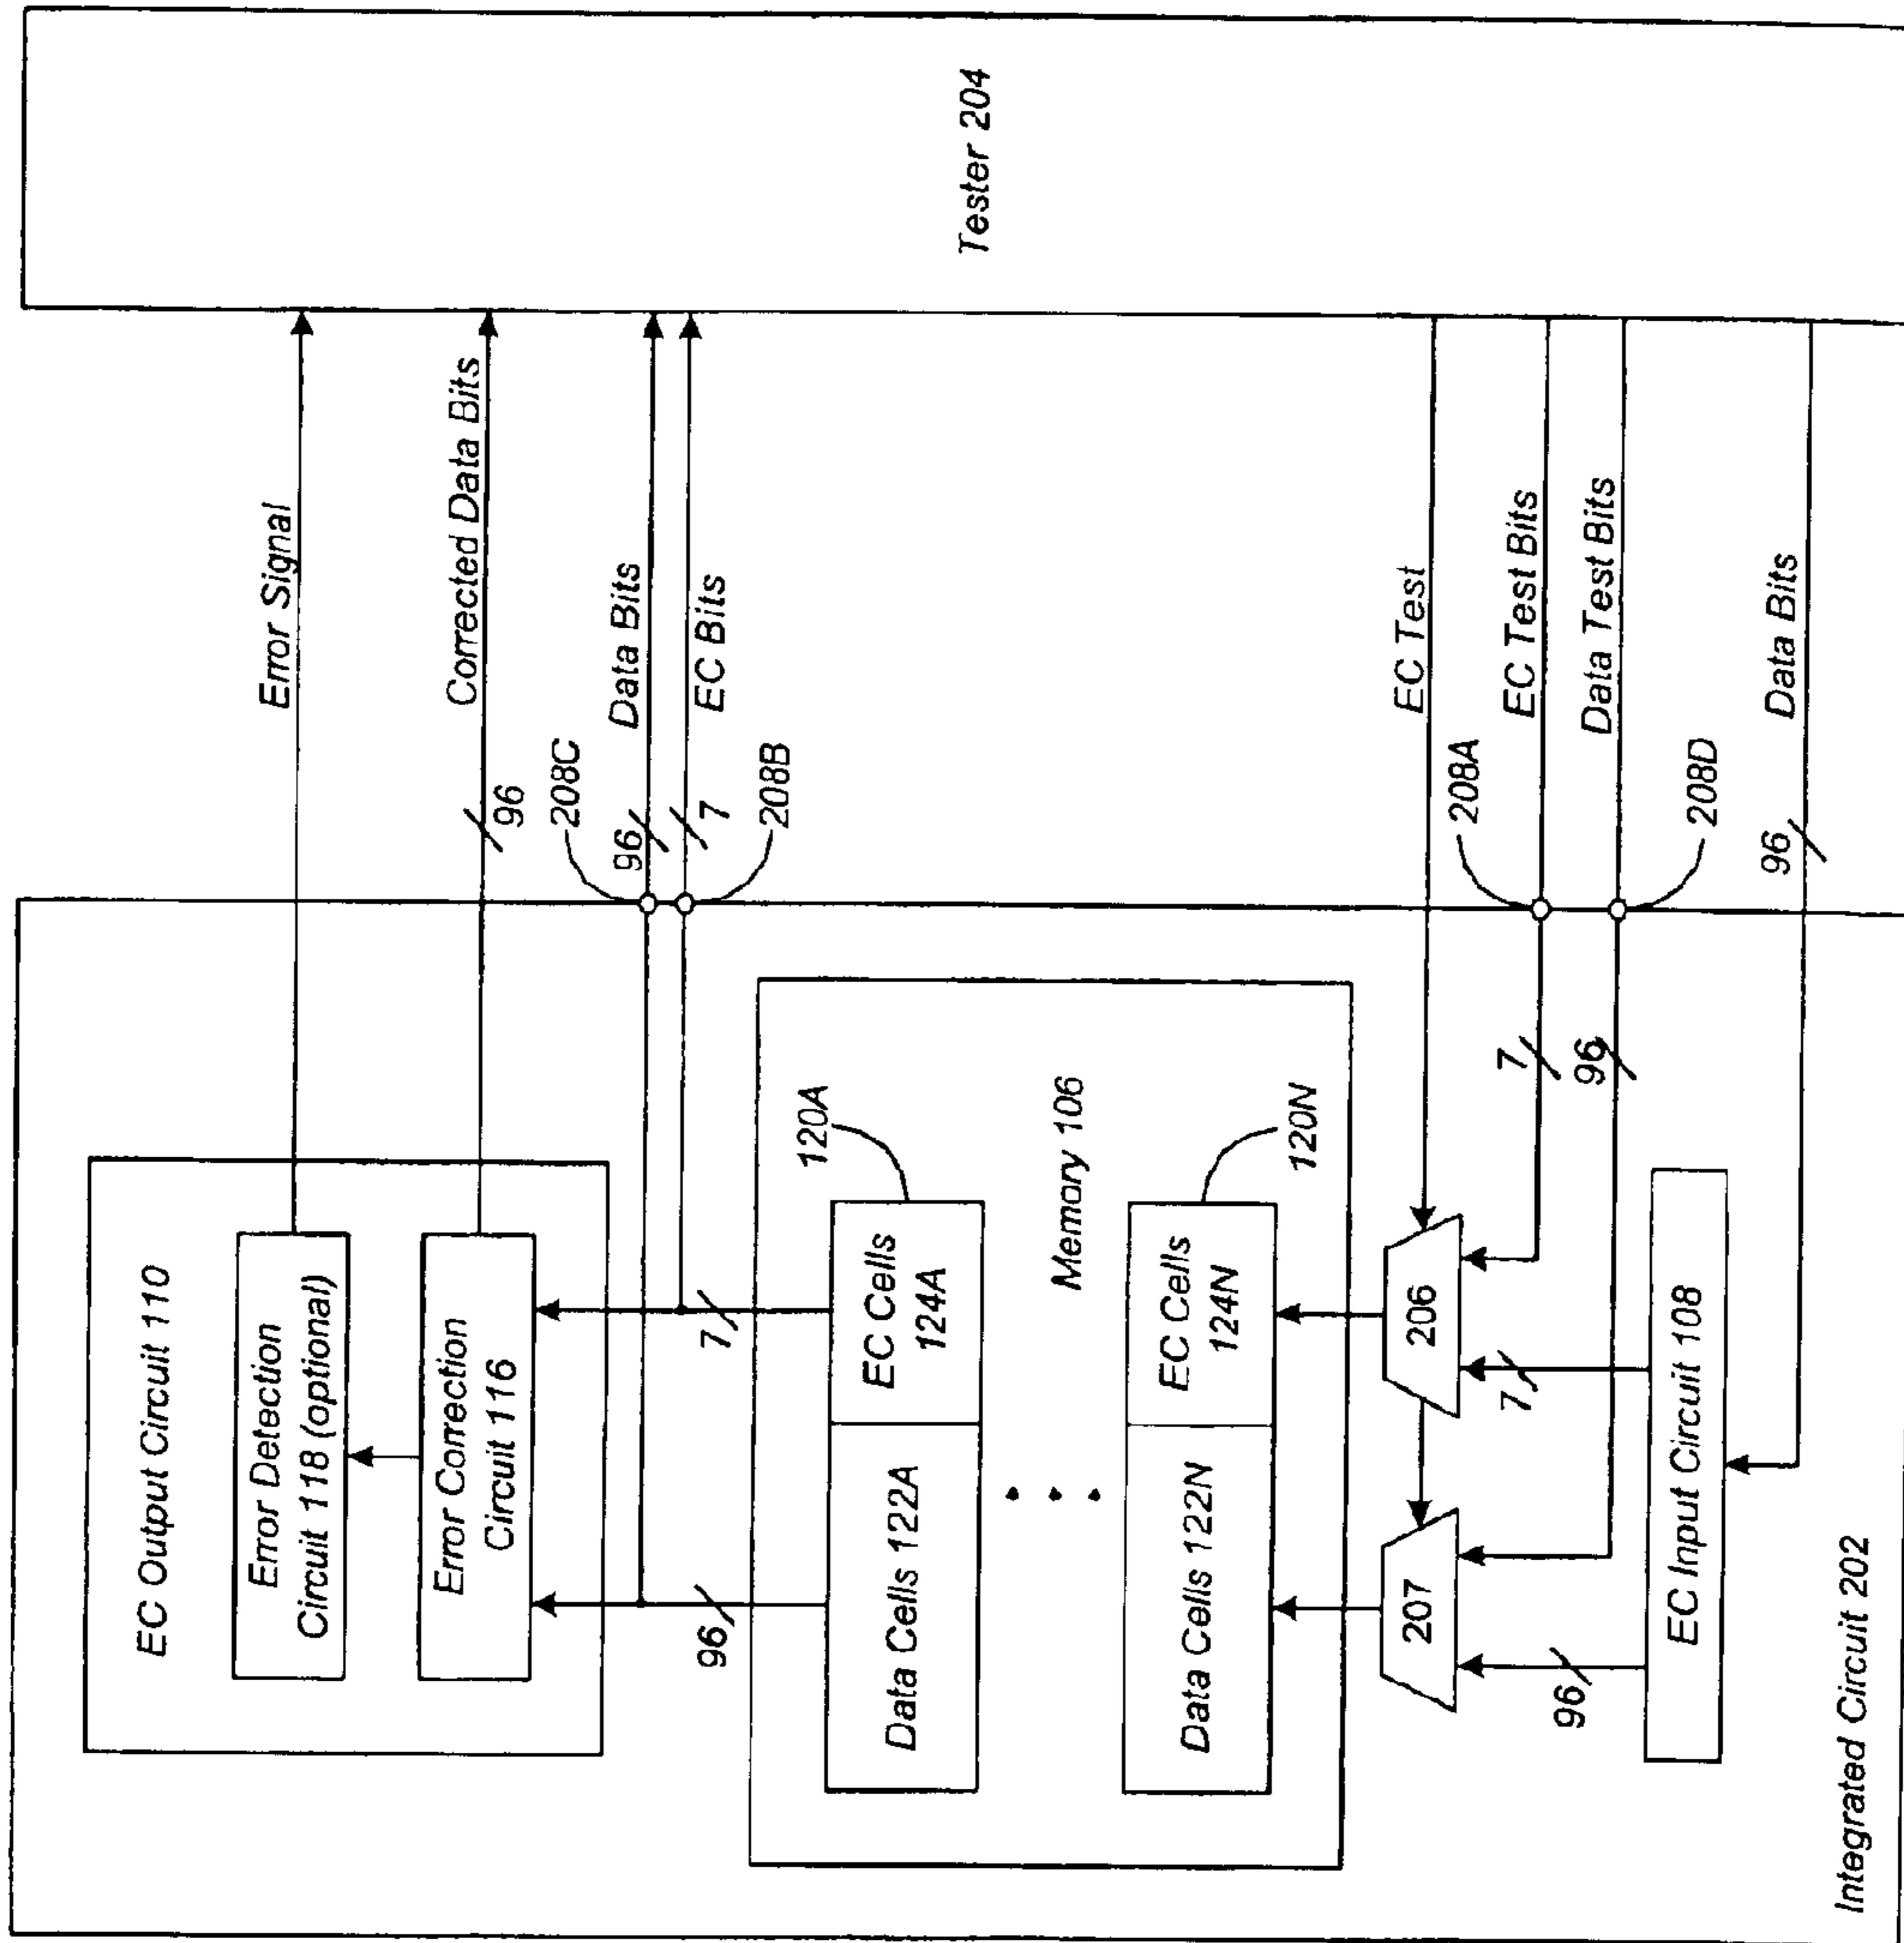 EC Output Circuit 110
Error Detection
Circuit 118 (optional)
Error Correction
Circuit 116
Error Signal
Corrected Data Bits
96
208C
96
Data Bits
7
EC Bits
208B
96
7
120A
Data Cells 122A
EC Cells
124A
Memory 106
120N
Data Cells 122N
EC Cells
124N
Tester 204
EC Test
208A
EC Test Bits
7
Data Test Bits
96
208D
207
206
96
7
Data Bits
96
EC Input Circuit 108
Integrated Circuit 202